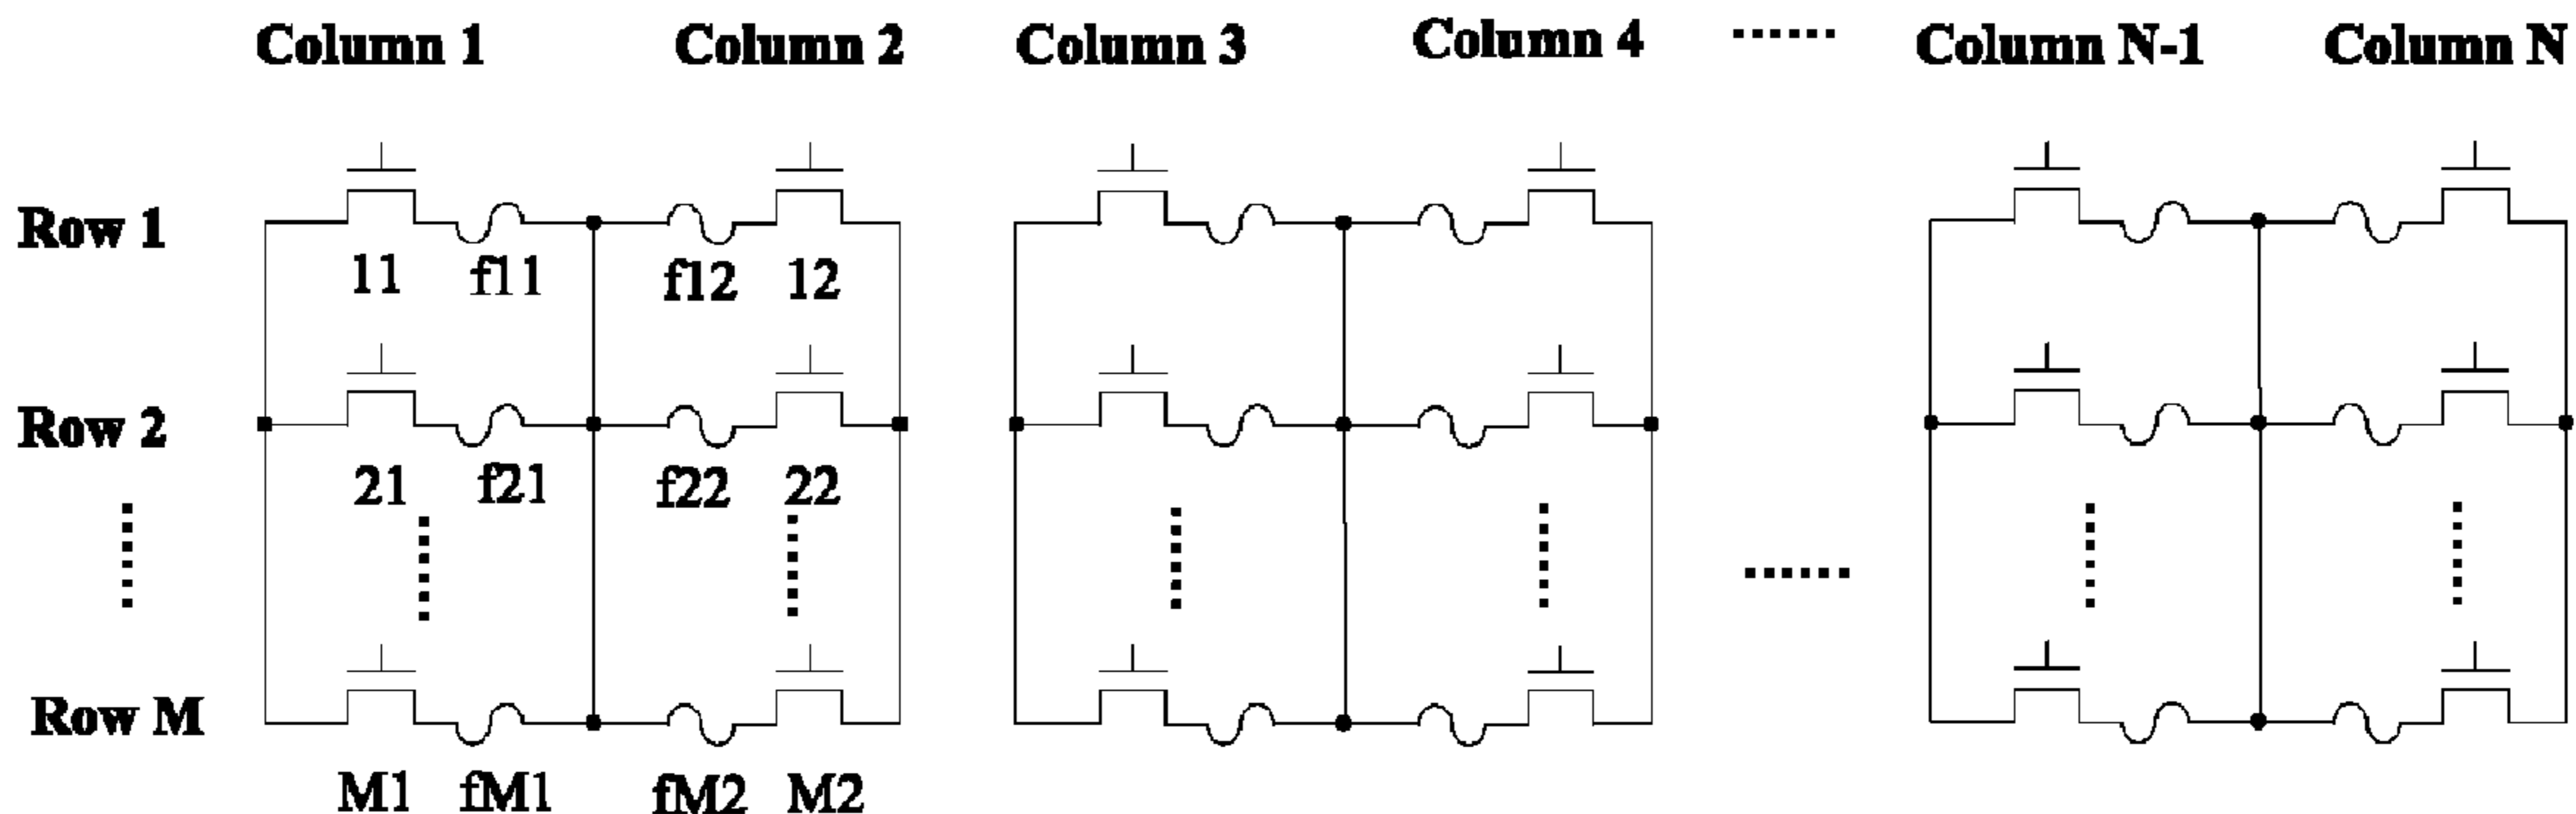 Column 1 Column 2 Column 3 Column 4 ...... Column N-1 Column N
Row 1
11 f11 f12 12
Row 2
21 f21 f22 22
......
Row M
M1 fM1 fM2 M2